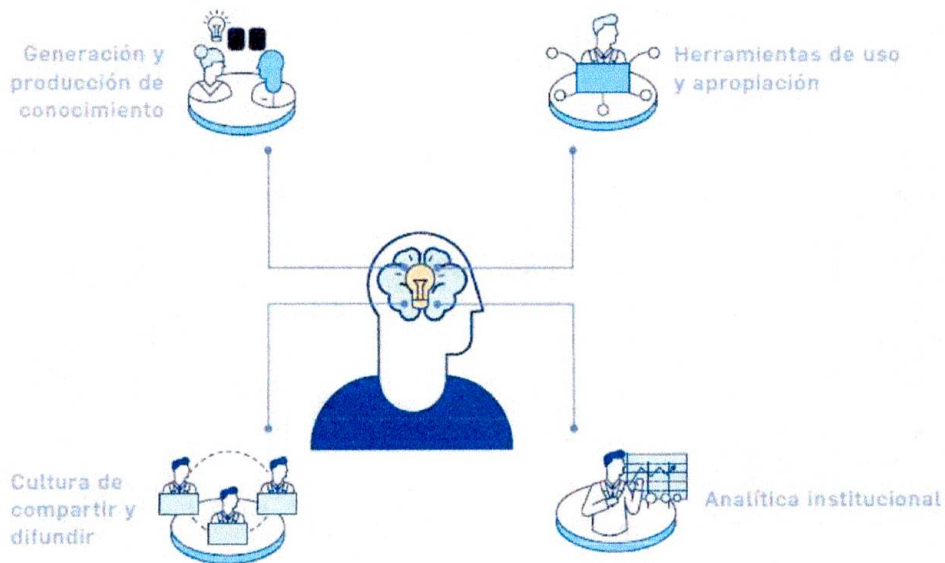 Generación y
producción de
conocimiento
Herramientas de uso
y apropiación
Cultura de
compartir y
difundir
Analítica institucional